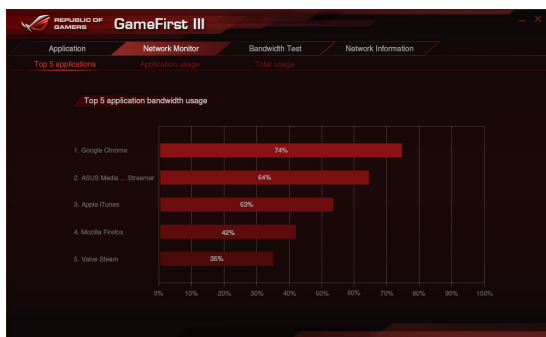 REPUBLIC OF
GAMERS
GameFirst III
Application
Network Monitor
Bandwidth Test
Network Information
Top 5 applications
Application usage
Total usage
Top 5 application bandwidth usage
1. Google Chrome
74%
2. ASUS Media ... Streamer
64%
3. Apple iTunes
53%
4. Mozilla Firefox
42%
5. Valve Steam
35%
0% 10% 20% 30% 40% 50% 60% 70% 80% 90% 100%